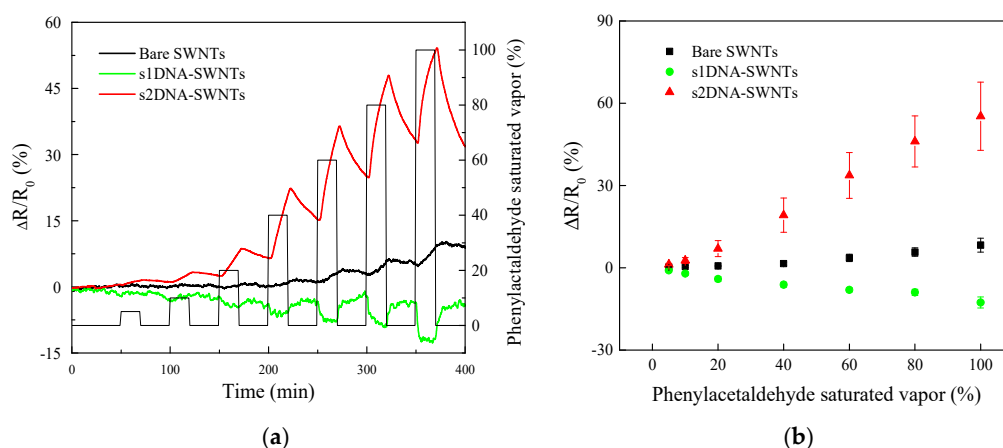 60
45
30
15
0
-15
ΔR/R0 (%)
Bare SWNTs
s1DNA-SWNTs
s2DNA-SWNTs
100
80
60
40
20
0
Phenylactaldehyde saturated vapor (%)
0 100 200 300 400
Time (min)
(a)
90
60
30
0
-30
ΔR/R0 (%)
Bare SWNTs
s1DNA-SWNTs
s2DNA-SWNTs
0 20 40 60 80 100
Phenylacetaldehyde saturated vapor (%)
(b)